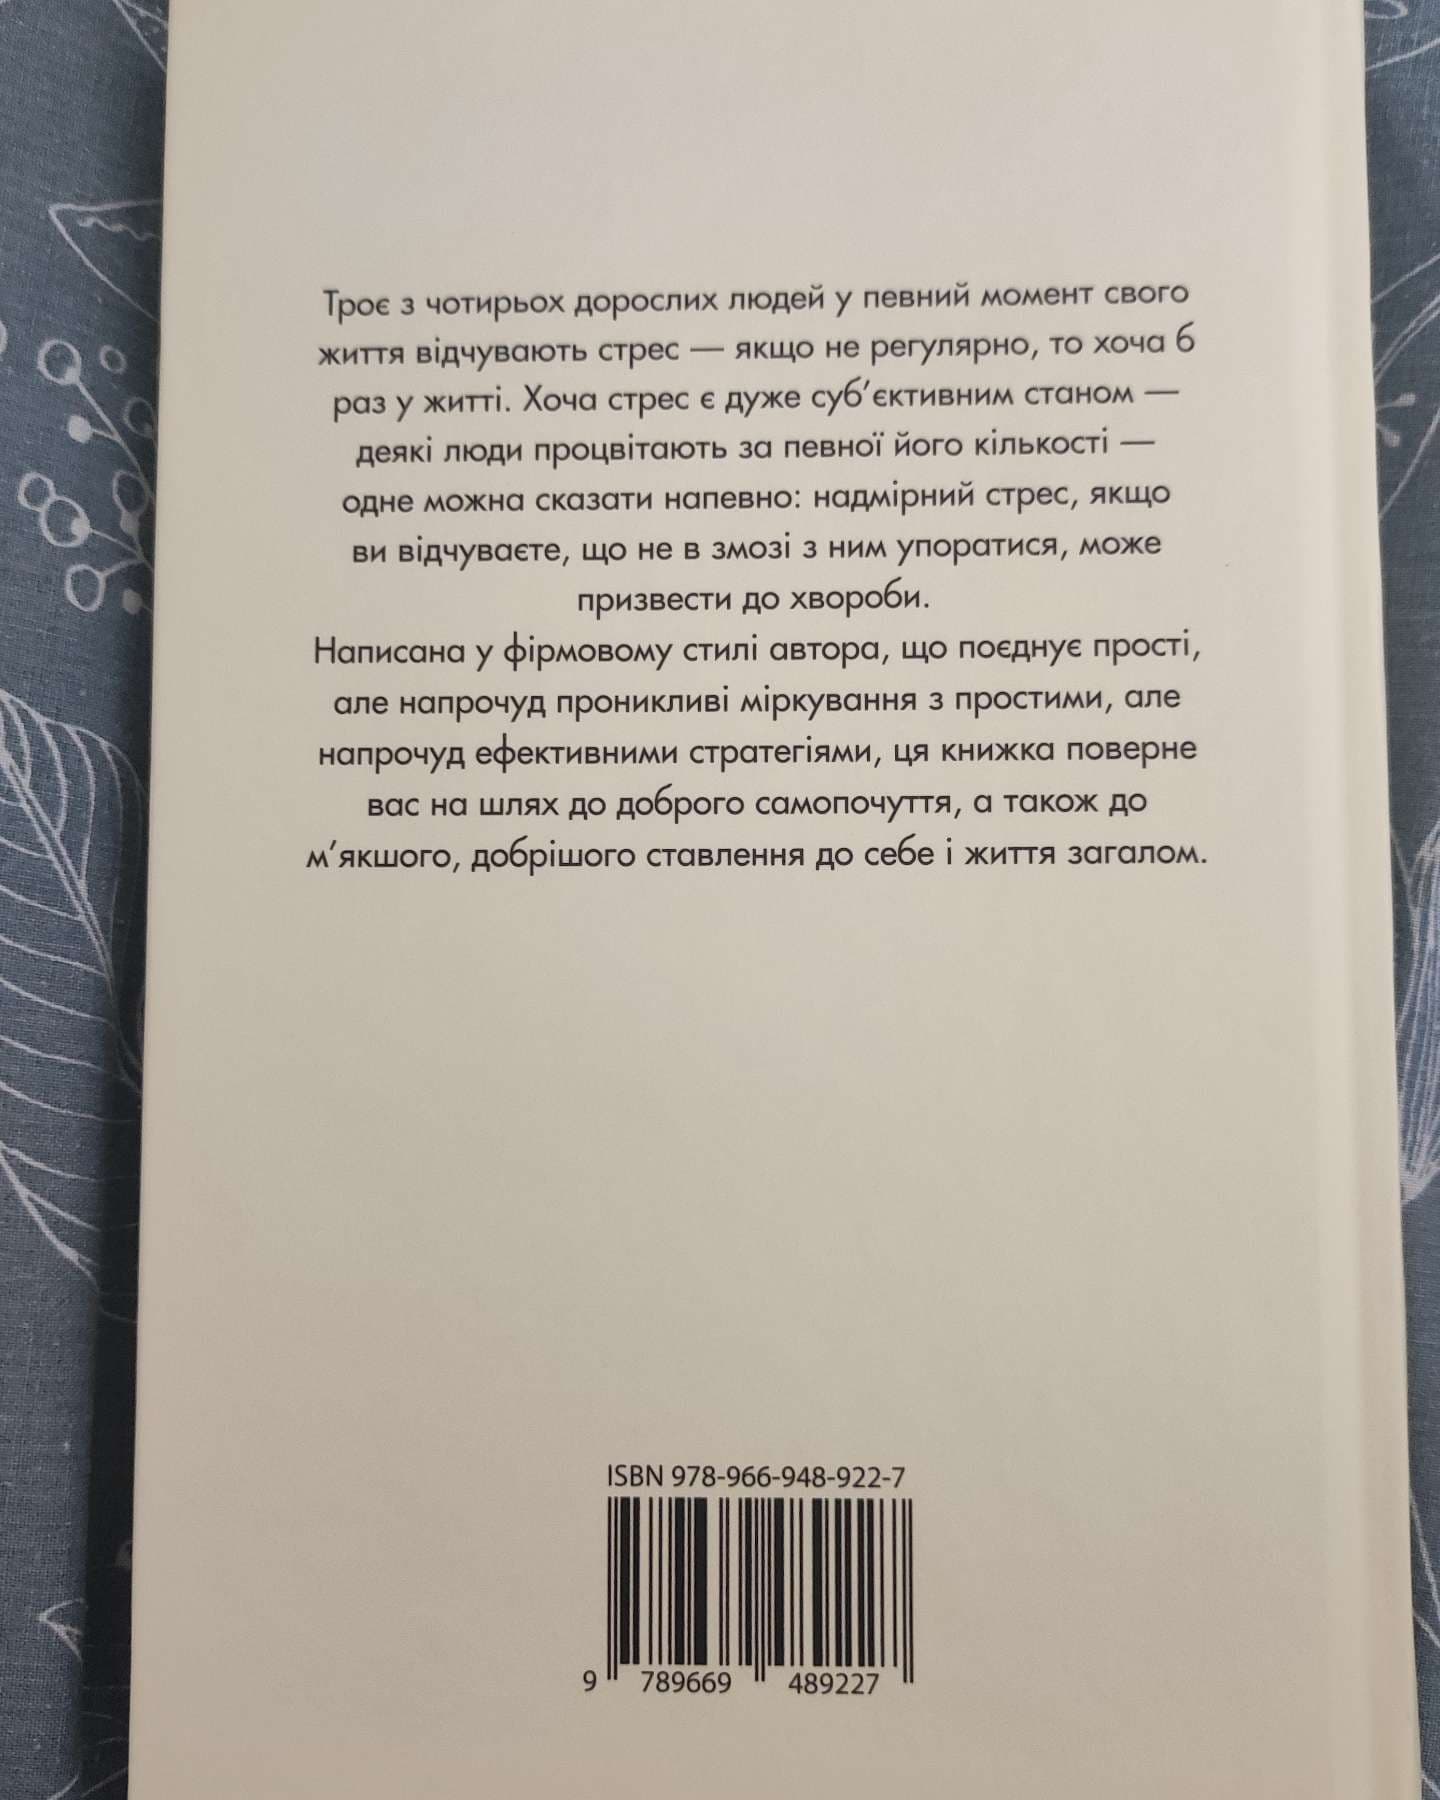 Троє з чотирьох дорослих людей у певний момент свого
життя відчувають стрес — якщо не регулярно, то хоча б
раз у житті. Хоча стрес є дуже суб’єктивним станом —
деякі люди процвітають за певної його кількості —
одне можна сказати напевно: надмірний стрес, якщо
ви відчуваєте, що не в змозі з ним упоратися, може
призвести до хвороби.
Написана у фірмовому стилі автора, що поєднує прості,
але напрочуд проникливі міркування з простими, але
напрочуд ефективними стратегіями, ця книжка поверне
вас на шлях до доброго самопочуття, а також до
м’якшого, добрішого ставлення до себе і життя загалом.
ISBN 978-966-948-922-7
9 789669 489227